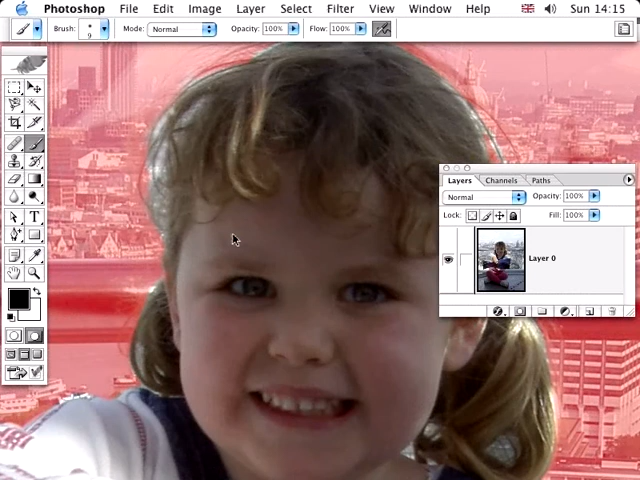 Photoshop File Edit Image Layer Select Filter View Window Help Sun 14:15
Brush: 9 Mode: Normal Opacity: 100% Flow: 100%
Layers Channels Paths
Normal Opacity: 100%
Lock: Fill: 100%
Layer 0
T